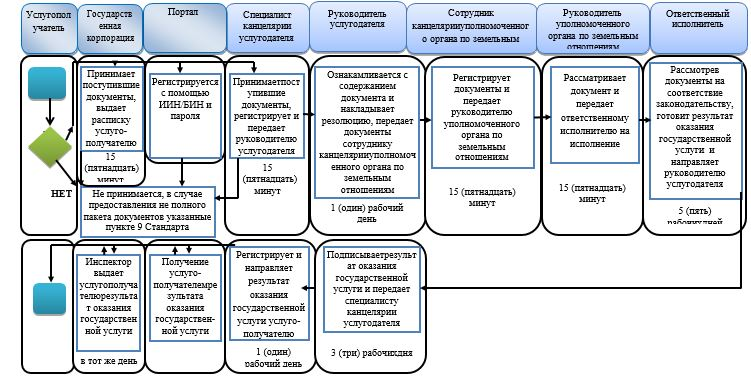 Услугопол
учатель
Государств
енная
корпорация
Портал
Специалист
канцелярии
услугодателя
Руководитель
услугодателя
Сотрудник
канцелярииуполномоченног
о органа по земельным
Руководитель
уполномоченного
органа по земельным
отношениям
Ответственный
исполнитель
Принимает
поступившие
документы,
выдает
расписку
услуго-
получателю
15
(пятнадцать)
минут
Регистрируется
с помощью
ИИН/БИН и
пароля
Принимаетпост
упившие
документы,
регистрирует и
передает
руководителю
услугодателя
15
(пятнадцать)
минут
Ознакамливается с
содержанием
документа и
накладывает
резолюцию, передает
документы
сотруднику
канцелярииуполномоч
енного органа по
земельным
отношениям
1 (один) рабочий
день
Регистрирует
документы и
передает
руководителю
уполномоченного
органа по
земельным
отношениям
15 (пятнадцать)
минут
Рассматривает
документ и
передает
ответственному
исполнителю на
исполнение
15 (пятнадцать)
минут
Рассмотрев
документы на
соответствие
законодательству,
готовит результат
оказания
государственной
услуги и
направляет
руководителю
услугодателя
5 (пять)
рабочихдней
НЕТ
Не принимается, в случае
предоставления не полного
пакета документов указанные
пункте 9 Стандарта
Инспектор
выдает
услугополуча
телюрезульта
т оказания
государствен
ной услуги
в тот же день
Получение
услуго-
получателемре
зультата
оказания
государствен-
ной услуги
Регистрирует и
направляет
результат
оказания
государственной
услуги услуго-
получателю
1 (один)
рабочий день
Подписываетрезульт
ат оказания
государственной
услуги и передает
специалисту
канцелярии
услугодателя
3 (три) рабочихдня